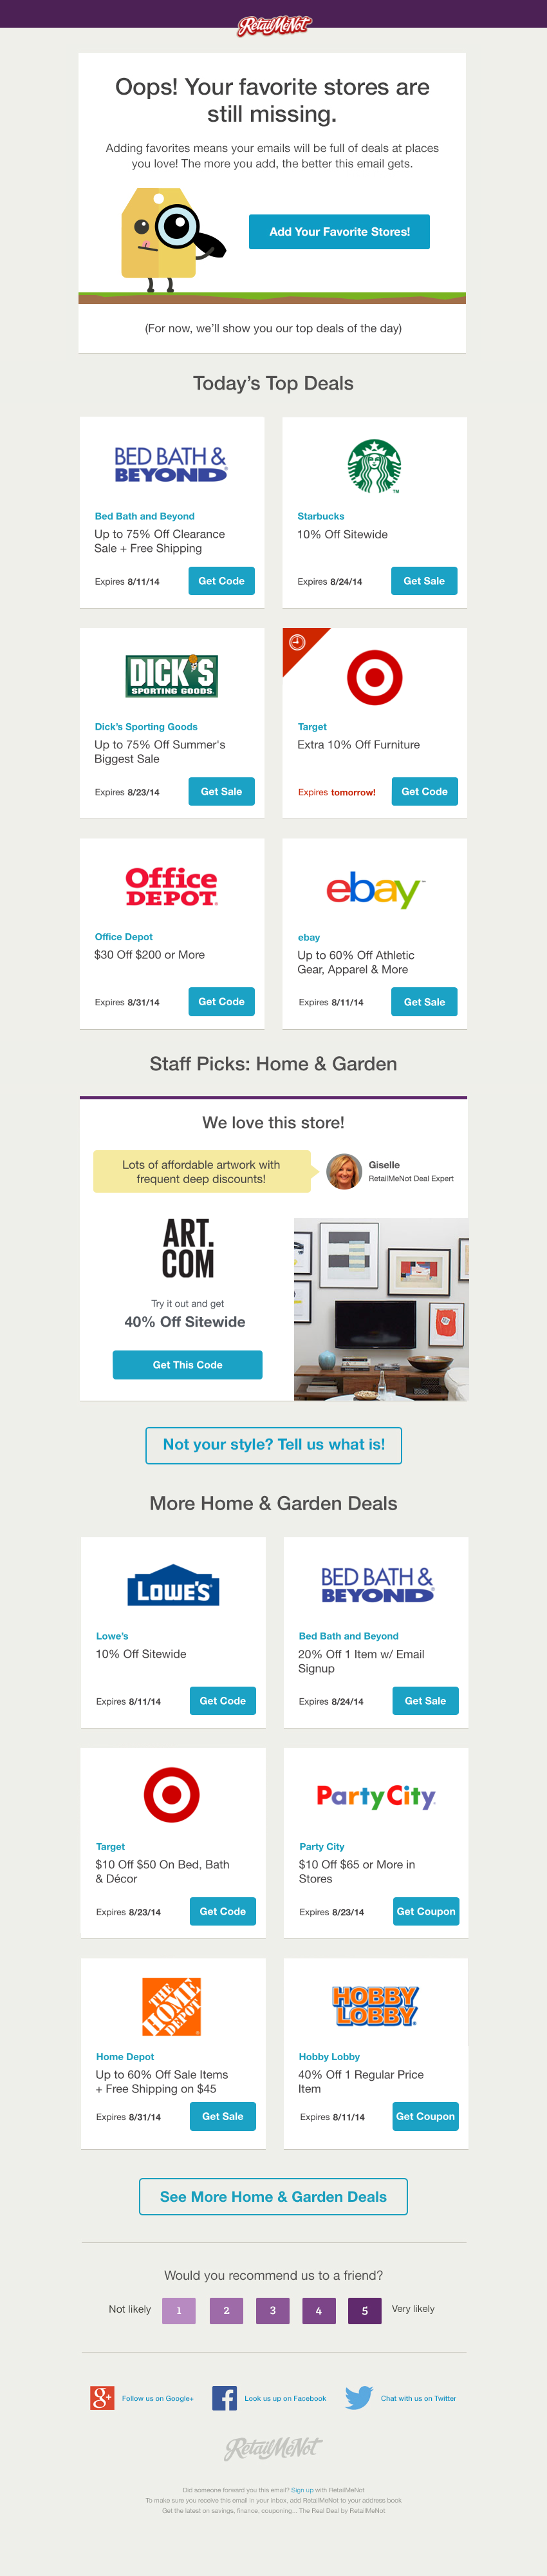 RetailMeNot
Oops! Your favorite stores are
still missing.
Adding favorites means your emails will be full of deals at places
you love! The more you add, the better this email gets.
Add Your Favorite Stores!
(For now, we'll show you our top deals of the day)
Today's Top Deals
BED BATH &
BEYOND®
Bed Bath and Beyond
Up to 75% Off Clearance
Sale + Free Shipping
Expires 8/11/14
Get Code
TM
Starbucks
10% Off Sitewide
Expires 8/24/14
Get Sale
DICK'S
SPORTING GOODS
Dick's Sporting Goods
Up to 75% Off Summer's
Biggest Sale
Expires 8/23/14
Get Sale
Target
Extra 10% Off Furniture
Expires tomorrow!
Get Code
Office
DEPOT
Office Depot
$30 Off $200 or More
Expires 8/31/14
Get Code
ebay™
ebay
Up to 60% Off Athletic
Gear, Apparel & More
Expires 8/11/14
Get Sale
Staff Picks: Home & Garden
We love this store!
Lots of affordable artwork with
frequent deep discounts!
Giselle
RetailMeNot Deal Expert
ART.
COM
Try it out and get
40% Off Sitewide
Get This Code
Not your style? Tell us what is!
More Home & Garden Deals
LOWE'S
Lowe's
10% Off Sitewide
Expires 8/11/14
Get Code
BED BATH &
BEYOND®
Bed Bath and Beyond
20% Off 1 Item w/ Email
Signup
Expires 8/24/14
Get Sale
Target
$10 Off $50 On Bed, Bath
& Décor
Expires 8/23/14
Get Code
Party City
Party City
$10 Off $65 or More in
Stores
Expires 8/23/14
Get Coupon
THE
HOME
DEPOT
Home Depot
Up to 60% Off Sale Items
+ Free Shipping on $45
Expires 8/31/14
Get Sale
HOBBY
LOBBY
Hobby Lobby
40% Off 1 Regular Price
Item
Expires 8/11/14
Get Coupon
See More Home & Garden Deals
Would you recommend us to a friend?
Not likely 1 2 3 4 5 Very likely
g+ Follow us on Google+ f Look us up on Facebook Chat with us on Twitter
RetailMeNot
Did someone forward you this email? Sign up with RetailMeNot
To make sure you receive this email in your inbox, add RetailMeNot to your address book
Get the latest on savings, finance, couponing... The Real Deal by RetailMeNot